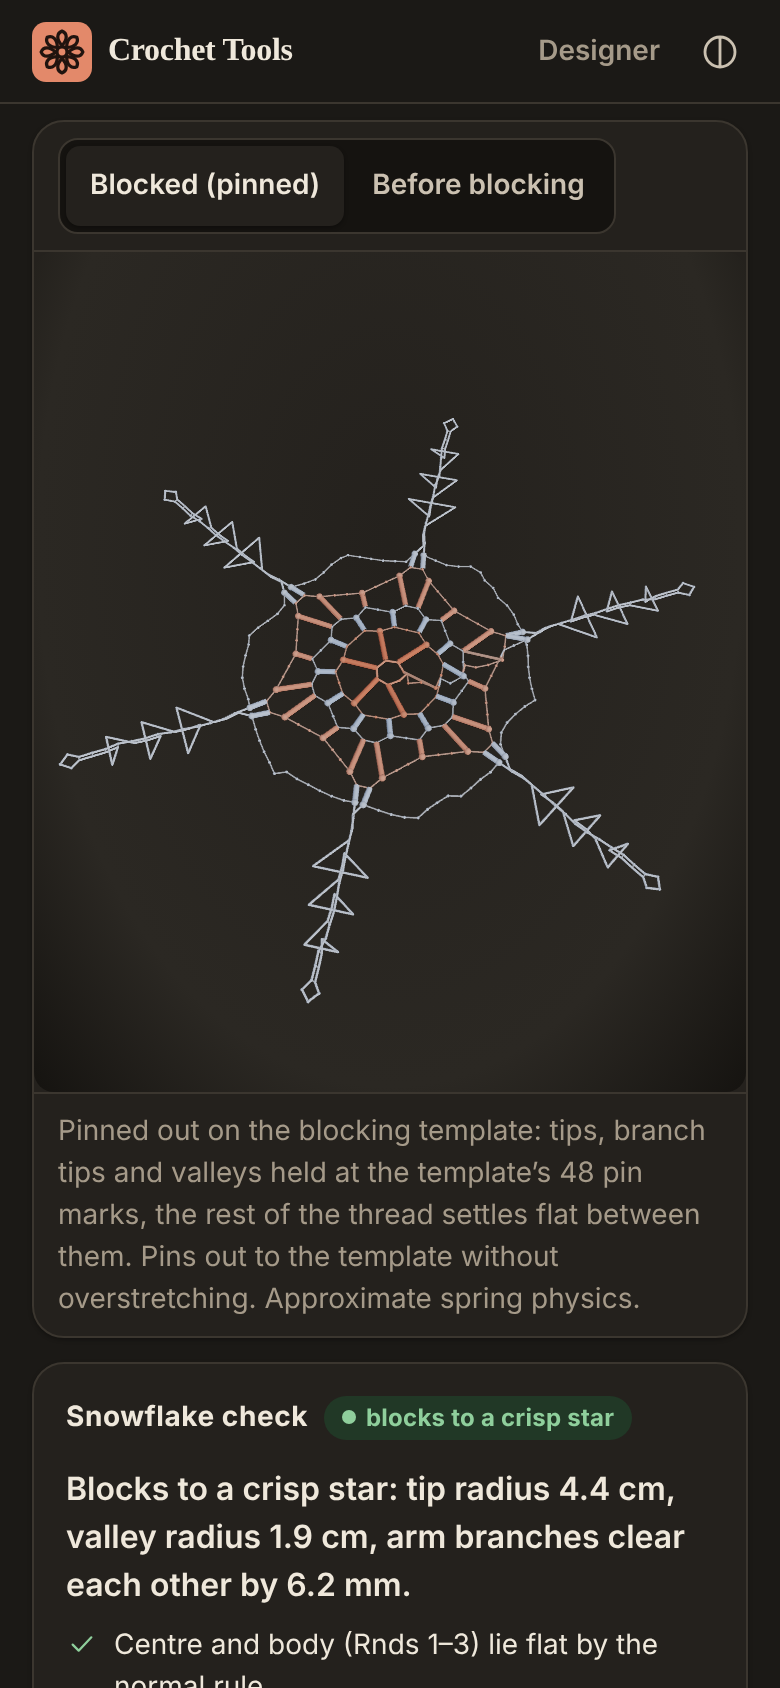 Crochet Tools
Designer
Blocked (pinned)
Before blocking
Pinned out on the blocking template: tips, branch
tips and valleys held at the template’s 48 pin
marks, the rest of the thread settles flat between
them. Pins out to the template without
overstretching. Approximate spring physics.
Snowflake check
blocks to a crisp star
Blocks to a crisp star: tip radius 4.4 cm,
valley radius 1.9 cm, arm branches clear
each other by 6.2 mm.
Centre and body (Rnds 1–3) lie flat by the
normal rule